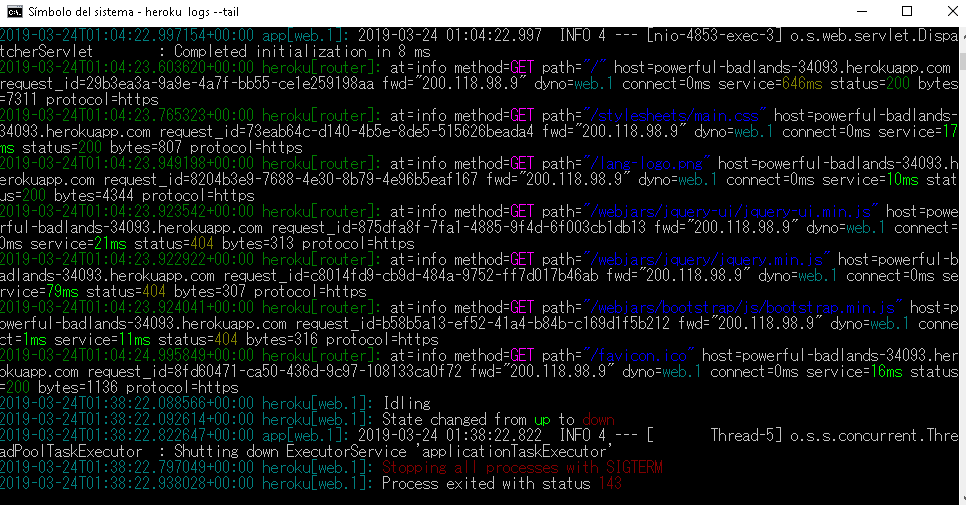 Símbolo del sistema - heroku logs --tail
2019-03-24T01:04:22.997154+00:00 app[web.1]: 2019-03-24 01:04:22.997  INFO 4 --- [nio-4853-exec-3] o.s.web.servlet.Dispa
tcherServlet        : Completed initialization in 8 ms
2019-03-24T01:04:23.603620+00:00 heroku[router]: at=info method=GET path="/" host=powerful-badlands-34093.herokuapp.com
request_id=29b3ea3a-9a9e-4a7f-bb55-ce1e259198aa fwd="200.118.98.9" dyno=web.1 connect=0ms service=646ms status=200 bytes
=7311 protocol=https
2019-03-24T01:04:23.765323+00:00 heroku[router]: at=info method=GET path="/stylesheets/main.css" host=powerful-badlands-
34093.herokuapp.com request_id=73eab64c-d140-4b5e-8de5-515626beada4 fwd="200.118.98.9" dyno=web.1 connect=0ms service=17
ms status=200 bytes=807 protocol=https
2019-03-24T01:04:23.949198+00:00 heroku[router]: at=info method=GET path="/lang-logo.png" host=powerful-badlands-34093.h
erokuapp.com request_id=8204b3e9-7688-4e30-8b79-4e96b5eaf167 fwd="200.118.98.9" dyno=web.1 connect=0ms service=10ms stat
us=200 bytes=4344 protocol=https
2019-03-24T01:04:23.923542+00:00 heroku[router]: at=info method=GET path="/webjars/jquery-ui/jquery-ui.min.js" host=powe
rful-badlands-34093.herokuapp.com request_id=875dfa8f-7fa1-4885-9f4d-6f003cb1db13 fwd="200.118.98.9" dyno=web.1 connect=
0ms service=21ms status=404 bytes=313 protocol=https
2019-03-24T01:04:23.922922+00:00 heroku[router]: at=info method=GET path="/webjars/jquery/jquery.min.js" host=powerful-b
adlands-34093.herokuapp.com request_id=c8014fd9-cb9d-484a-9752-ff7d017b46ab fwd="200.118.98.9" dyno=web.1 connect=0ms se
rvice=79ms status=404 bytes=307 protocol=https
2019-03-24T01:04:23.924041+00:00 heroku[router]: at=info method=GET path="/webjars/bootstrap/js/bootstrap.min.js" host=p
owerful-badlands-34093.herokuapp.com request_id=b58b5a13-ef52-41a4-b84b-c169d1f5b212 fwd="200.118.98.9" dyno=web.1 conne
ct=1ms service=11ms status=404 bytes=316 protocol=https
2019-03-24T01:04:24.995849+00:00 heroku[router]: at=info method=GET path="/favicon.ico" host=powerful-badlands-34093.her
okuapp.com request_id=8fd60471-ca50-436d-9c97-108133ca0f72 fwd="200.118.98.9" dyno=web.1 connect=0ms service=16ms status
=200 bytes=1136 protocol=https
2019-03-24T01:38:22.088566+00:00 heroku[web.1]: Idling
2019-03-24T01:38:22.092614+00:00 heroku[web.1]: State changed from up to down
2019-03-24T01:38:22.822647+00:00 app[web.1]: 2019-03-24 01:38:22.822  INFO 4 --- [       Thread-5] o.s.s.concurrent.Thre
adPoolTaskExecutor  : Shutting down ExecutorService 'applicationTaskExecutor'
2019-03-24T01:38:22.797049+00:00 heroku[web.1]: Stopping all processes with SIGTERM
2019-03-24T01:38:22.938028+00:00 heroku[web.1]: Process exited with status 143